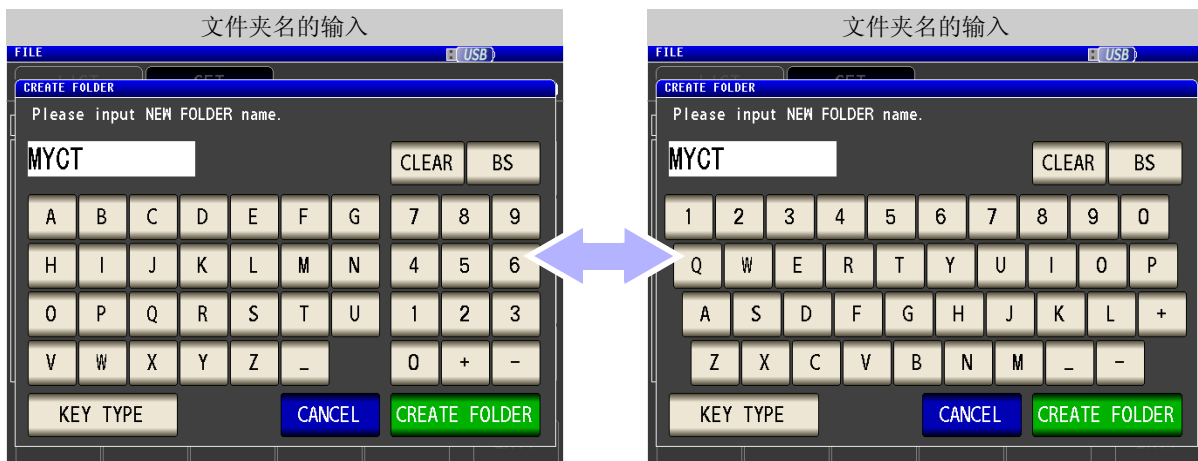 文件夹名的输入
FILE USB
CREATE FOLDER
Please input NEW FOLDER name.
MYCT CLEAR BS
A B C D E F G 7 8 9
H I J K L M N 4 5 6
O P Q R S T U 1 2 3
V W X Y Z _ 0 + -
KEY TYPE CANCEL CREATE FOLDER
文件夹名的输入
FILE USB
CREATE FOLDER
Please input NEW FOLDER name.
MYCT CLEAR BS
1 2 3 4 5 6 7 8 9 0
Q W E R T Y U I O P
A S D F G H J K L +
Z X C V B N M _ -
KEY TYPE CANCEL CREATE FOLDER